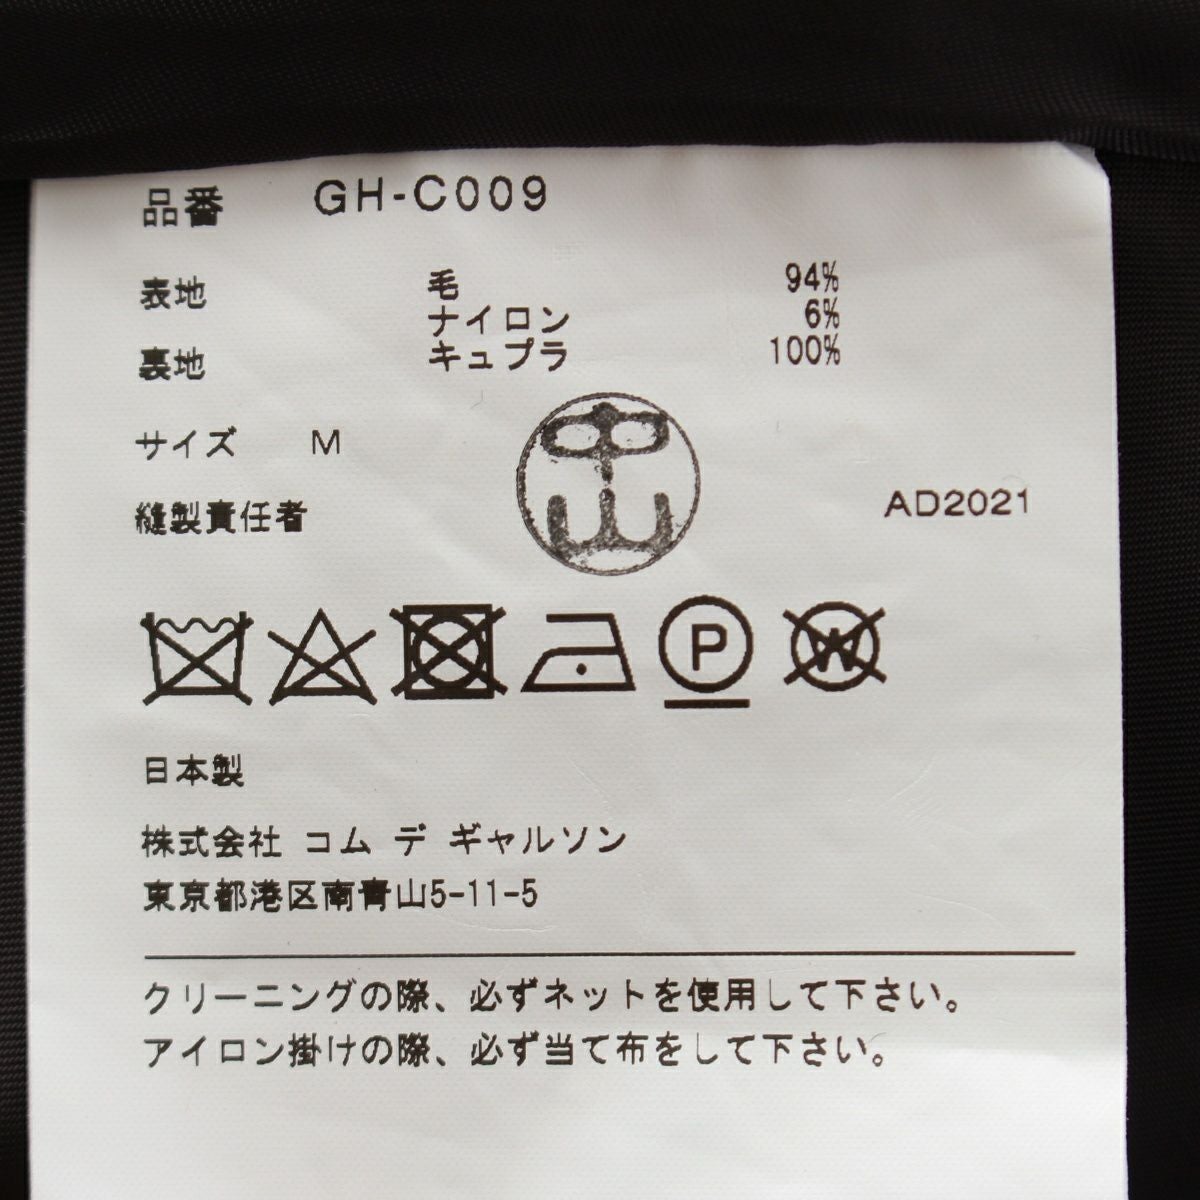 品番 GH-C009
表地 毛 94%
ナイロン 6%
裏地 キュプラ 100%
サイズ M
縫製責任者 中山
AD2021
P W
日本製
株式会社 コム デ ギャルソン
東京都港区南青山5-11-5
クリーニングの際、必ずネットを使用して下さい。
アイロン掛けの際、必ず当て布をして下さい。